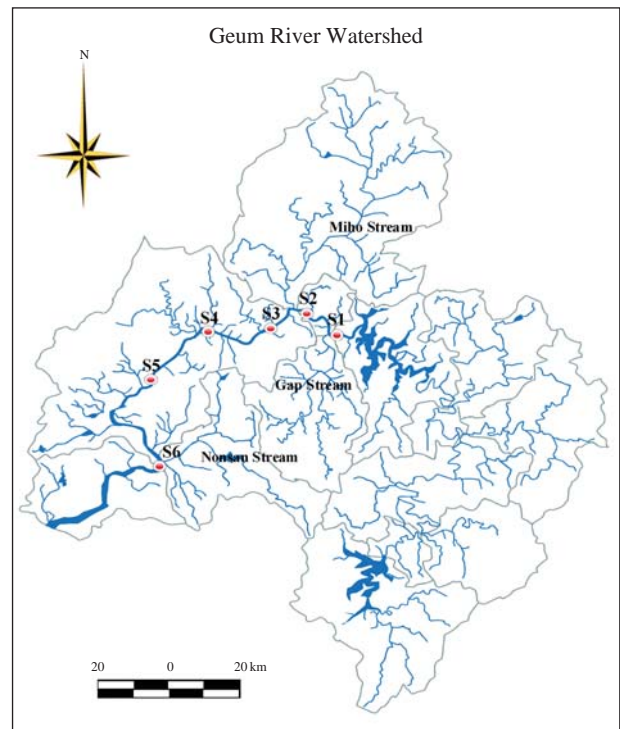 Geum River Watershed
N
Miho Stream
S2
S4
S3
S1
S5
Gap Stream
S6
Nonsan Stream
20 0 20 km